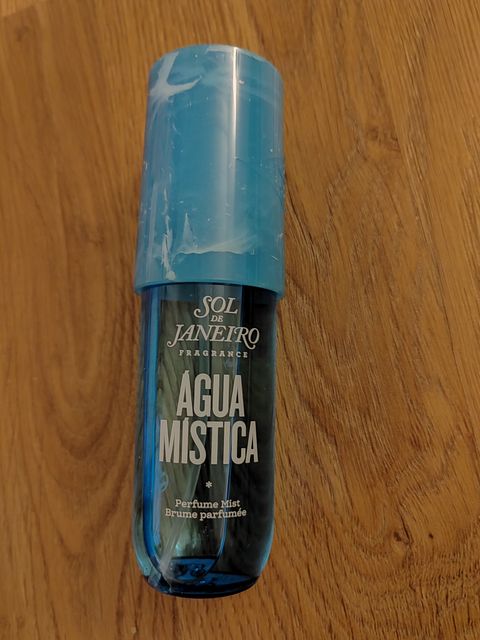 SOL
DE
JANEIRO
FRAGRANCE
ÁGUA
MÍSTICA
*
Perfume Mist
Brume parfumée